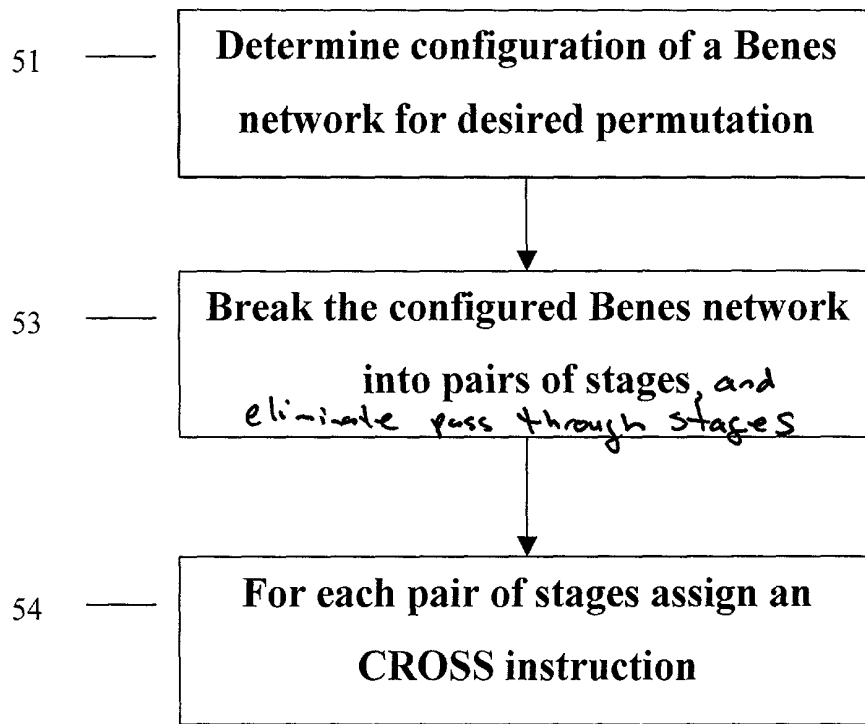 51
Determine configuration of a Benes
network for desired permutation
53
Break the configured Benes network
into pairs of stages, and
eliminate pass through stages
54
For each pair of stages assign an
CROSS instruction